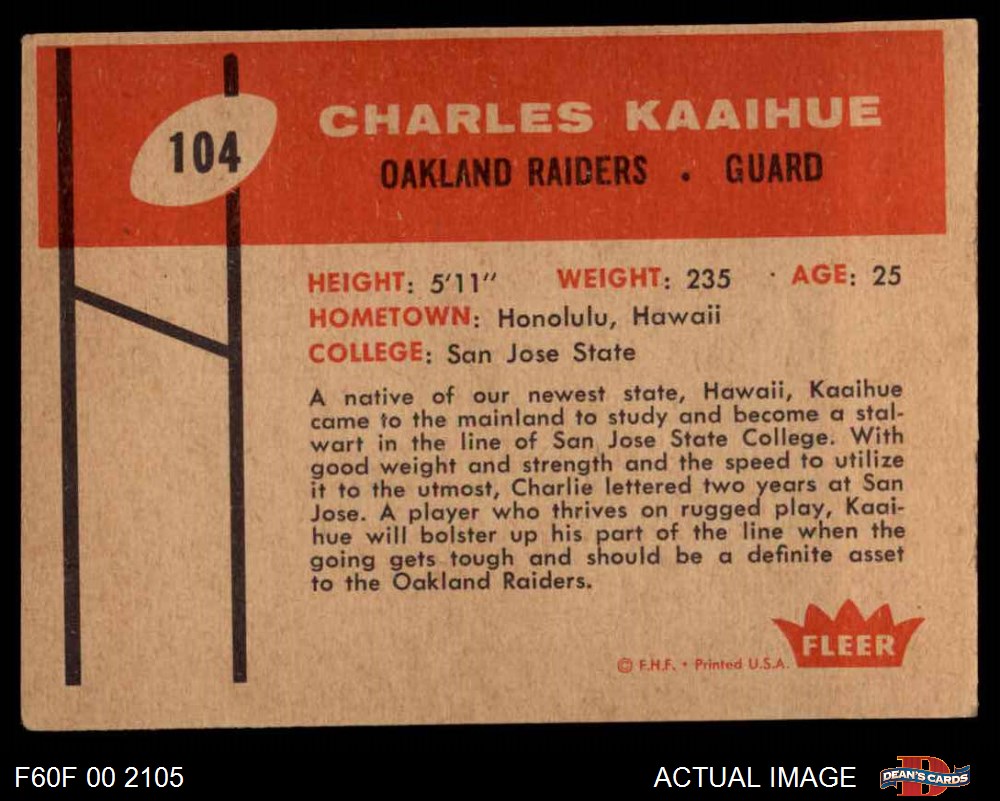 104
CHARLES KAAIHUE
OAKLAND RAIDERS • GUARD
HEIGHT: 5'11" WEIGHT: 235 AGE: 25
HOMETOWN: Honolulu, Hawaii
COLLEGE: San Jose State
A native of our newest state, Hawaii, Kaaihue
came to the mainland to study and become a stal-
wart in the line of San Jose State College. With
good weight and strength and the speed to utilize
it to the utmost, Charlie lettered two years at San
Jose. A player who thrives on rugged play, Kaai-
hue will bolster up his part of the line when the
going gets tough and should be a definite asset
to the Oakland Raiders.
FLEER
© F.H.F. • Printed U.S.A.
F60F 00 2105
ACTUAL IMAGE
D
DEAN'S CARDS